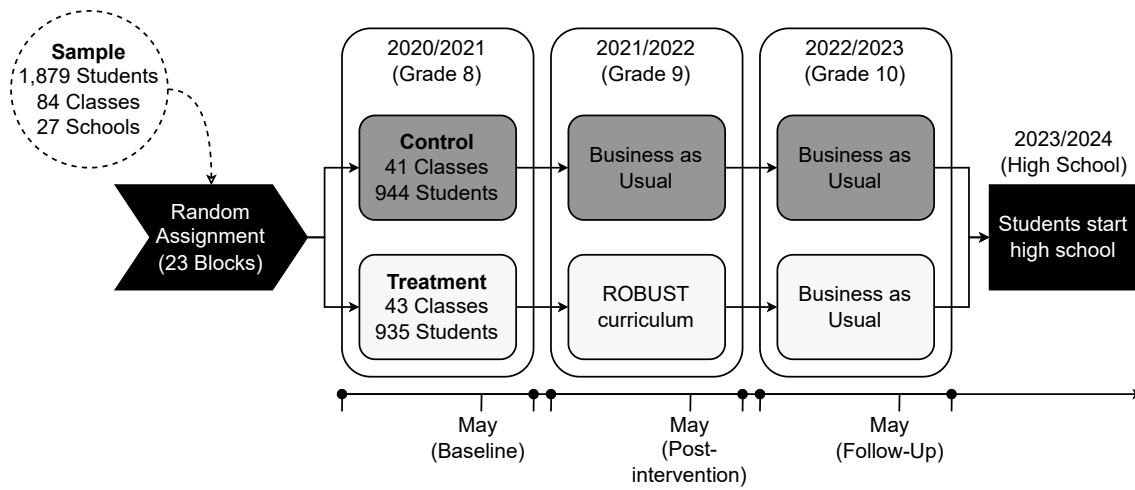 Sample
1,879 Students
84 Classes
27 Schools
Random
Assignment
(23 Blocks)
2020/2021
(Grade 8)
Control
41 Classes
944 Students
Treatment
43 Classes
935 Students
May
(Baseline)
2021/2022
(Grade 9)
Business as
Usual
ROBUST
curriculum
May
(Post-
intervention)
2022/2023
(Grade 10)
Business as
Usual
Business as
Usual
May
(Follow-Up)
2023/2024
(High School)
Students start
high school